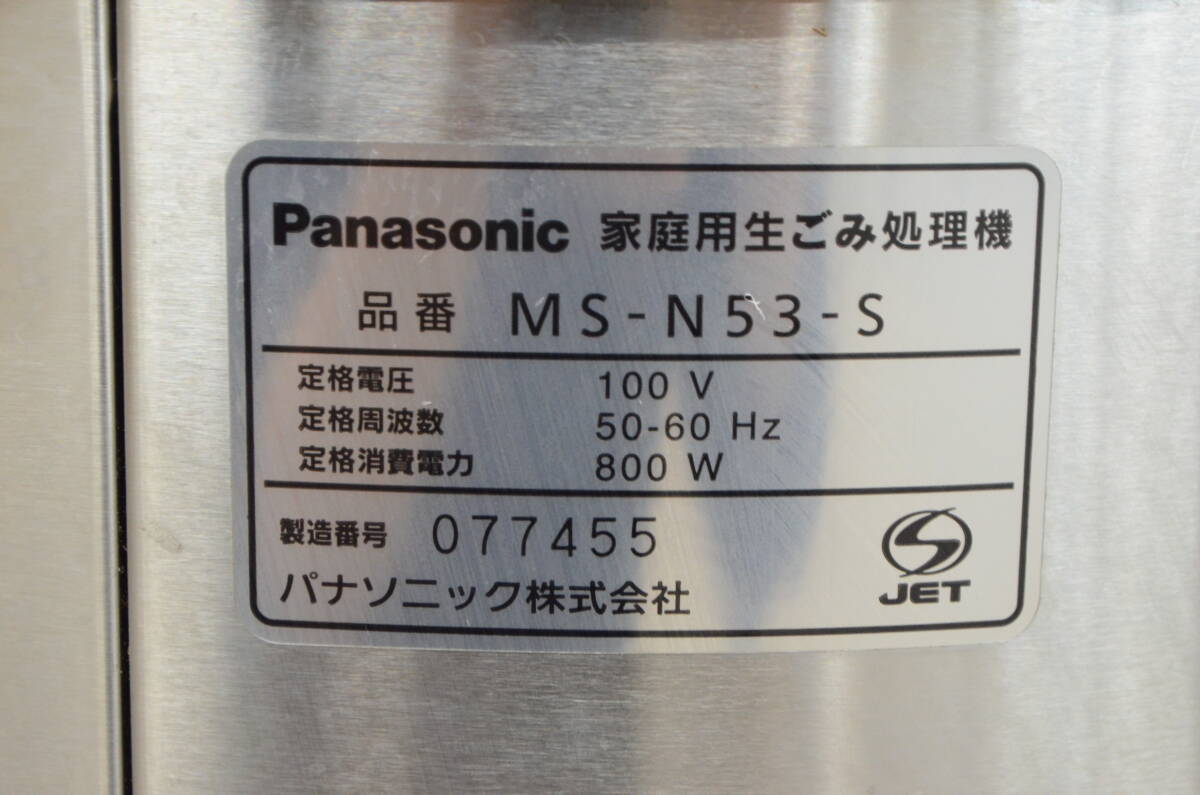 Panasonic 家庭用生ごみ処理機
品番 MS-N53-S
定格電圧 100 V
定格周波数 50-60 Hz
定格消費電力 800 W
製造番号 077455
パナソニック株式会社
JET